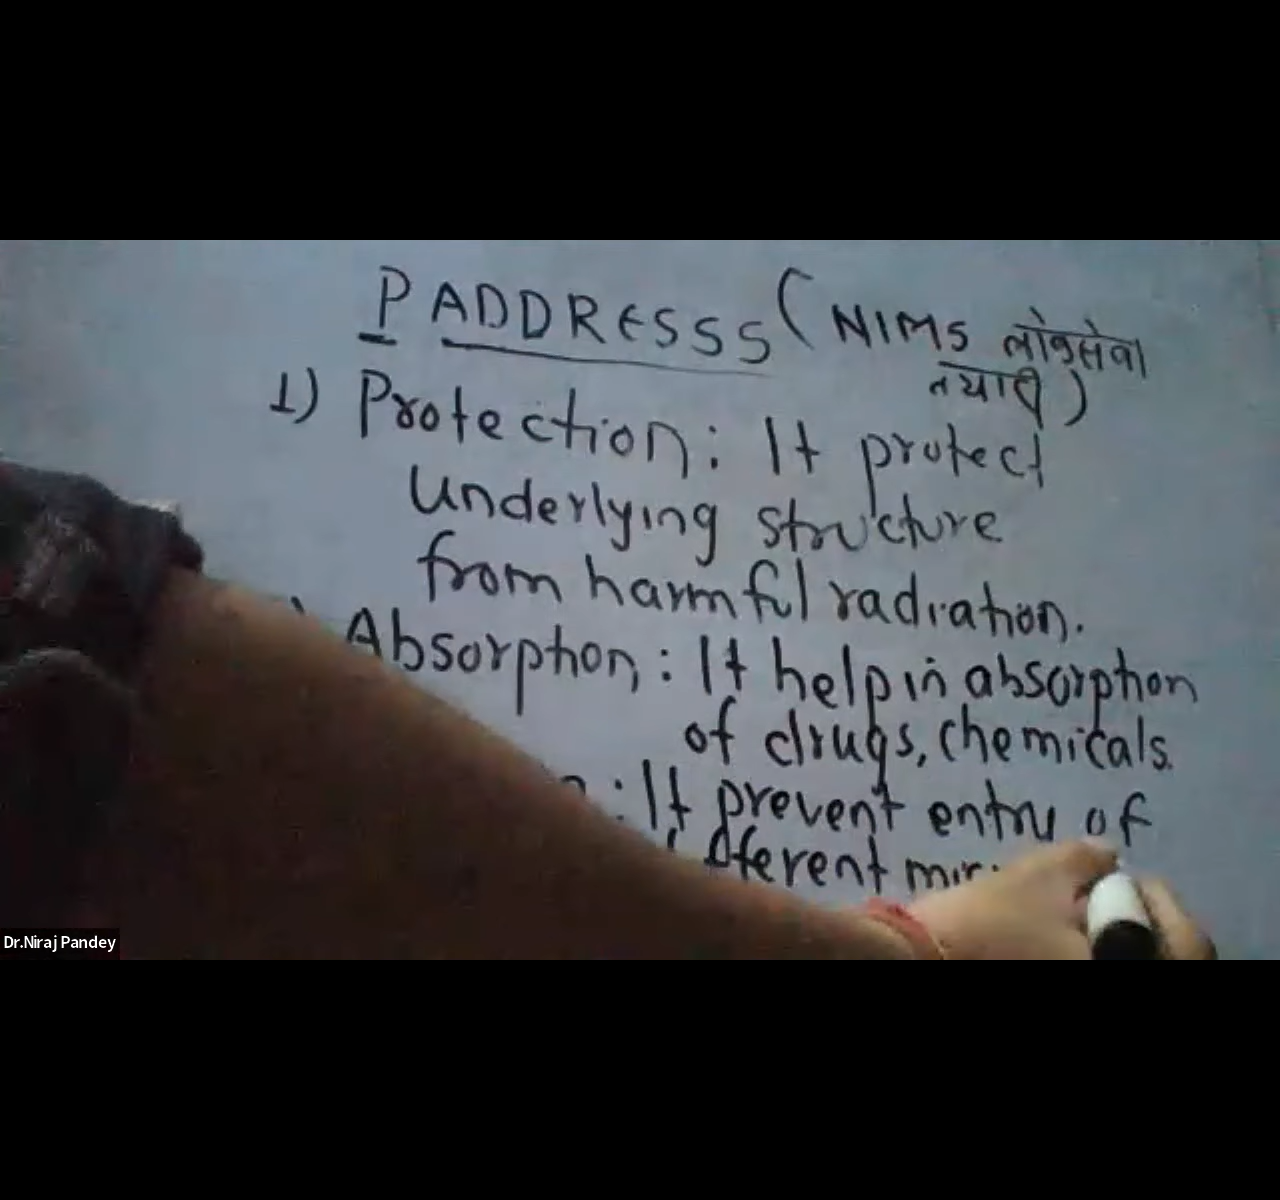 PADDRESSS (NIMS लोकसेवा
तयारी)
1) Protection: It protect
underlying structure
from harmful radiation.
Absorption: It help in absorption
of drugs, chemicals.
: It prevent entry of
Dr.Niraj Pandey